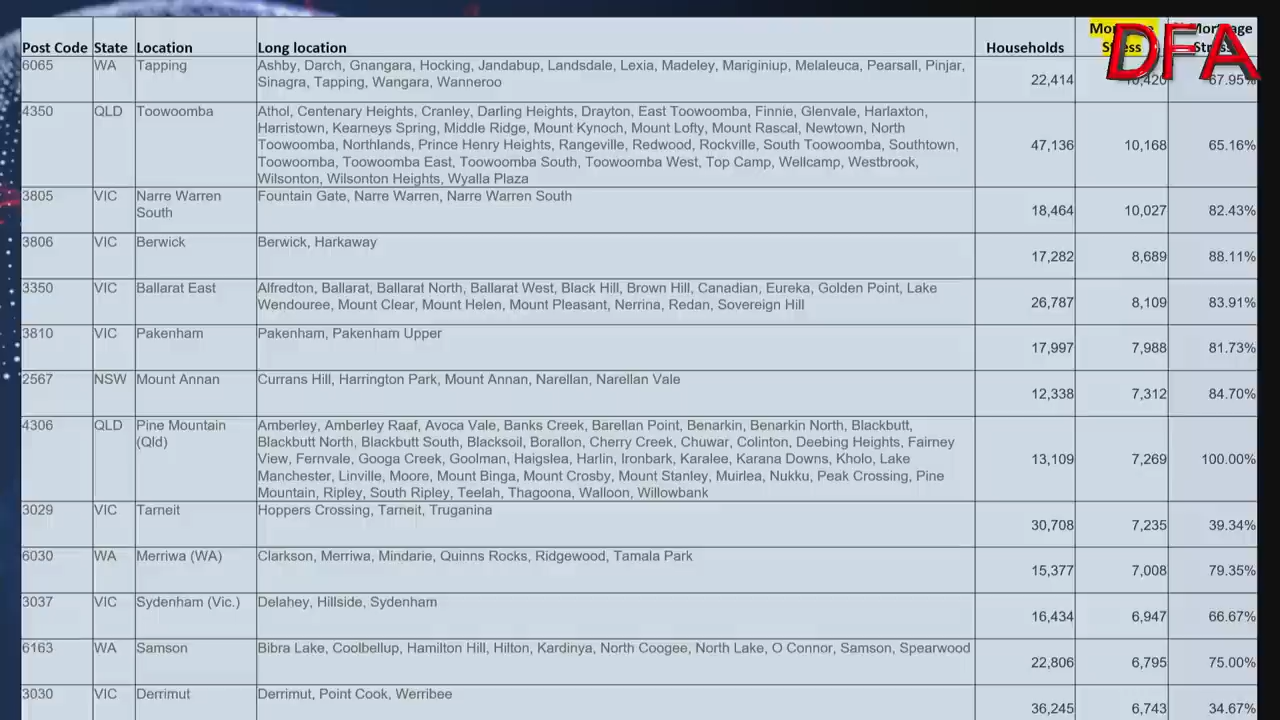 Post Code State Location Long location Households Mortgage Stress Mortgage Stress
DFA
6065 WA Tapping Ashby, Darch, Gnangara, Hocking, Jandabup, Landsdale, Lexia, Madeley, Mariginiup, Melaleuca, Pearsall, Pinjar,
Sinagra, Tapping, Wangara, Wanneroo
22,414 10,420 67.95%
4350 QLD Toowoomba Athol, Centenary Heights, Cranley, Darling Heights, Drayton, East Toowoomba, Finnie, Glenvale, Harlaxton,
Harristown, Kearneys Spring, Middle Ridge, Mount Kynoch, Mount Lofty, Mount Rascal, Newtown, North
Toowoomba, Northlands, Prince Henry Heights, Rangeville, Redwood, Rockville, South Toowoomba, Southtown,
Toowoomba, Toowoomba East, Toowoomba South, Toowoomba West, Top Camp, Wellcamp, Westbrook,
Wilsonton, Wilsonton Heights, Wyalla Plaza
47,136 10,168 65.16%
3805 VIC Narre Warren Fountain Gate, Narre Warren, Narre Warren South
South
18,464 10,027 82.43%
3806 VIC Berwick Berwick, Harkaway
17,282 8,689 88.11%
3350 VIC Ballarat East Alfredton, Ballarat, Ballarat North, Ballarat West, Black Hill, Brown Hill, Canadian, Eureka, Golden Point, Lake
Wendouree, Mount Clear, Mount Helen, Mount Pleasant, Nerrina, Redan, Sovereign Hill
26,787 8,109 83.91%
3810 VIC Pakenham Pakenham, Pakenham Upper
17,997 7,988 81.73%
2567 NSW Mount Annan Currans Hill, Harrington Park, Mount Annan, Narellan, Narellan Vale
12,338 7,312 84.70%
4306 QLD Pine Mountain Amberley, Amberley Raaf, Avoca Vale, Banks Creek, Barellan Point, Benarkin, Benarkin North, Blackbutt,
(Qld) Blackbutt North, Blackbutt South, Blacksoil, Borallon, Cherry Creek, Chuwar, Colinton, Deebing Heights, Fairney
View, Fernvale, Googa Creek, Goolman, Haigslea, Harlin, Ironbark, Karalee, Karana Downs, Kholo, Lake
Manchester, Linville, Moore, Mount Binga, Mount Crosby, Mount Stanley, Muirlea, Nukku, Peak Crossing, Pine
Mountain, Ripley, South Ripley, Teelah, Thagoona, Walloon, Willowbank
13,109 7,269 100.00%
3029 VIC Tarneit Hoppers Crossing, Tarneit, Truganina
30,708 7,235 39.34%
6030 WA Merriwa (WA) Clarkson, Merriwa, Mindarie, Quinns Rocks, Ridgewood, Tamala Park
15,377 7,008 79.35%
3037 VIC Sydenham (Vic.) Delahey, Hillside, Sydenham
16,434 6,947 66.67%
6163 WA Samson Bibra Lake, Coolbellup, Hamilton Hill, Hilton, Kardinya, North Coogee, North Lake, O Connor, Samson, Spearwood
22,806 6,795 75.00%
3030 VIC Derrimut Derrimut, Point Cook, Werribee
36,245 6,743 34.67%